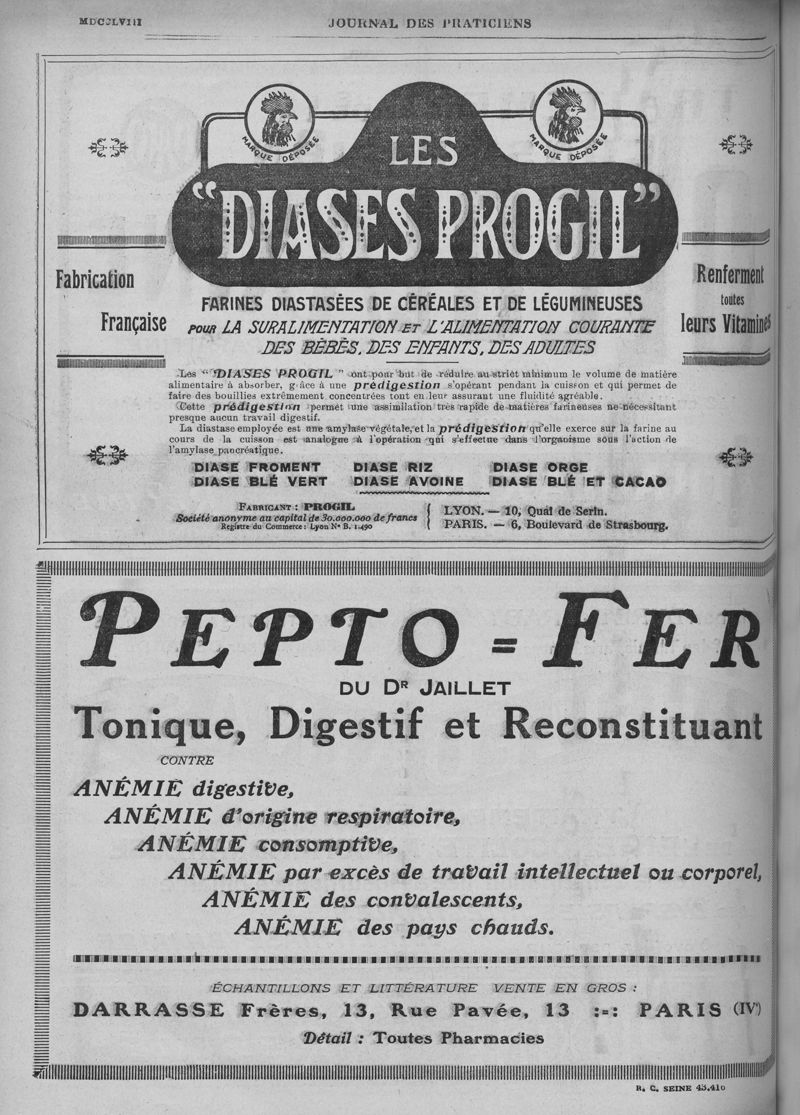 MDCCLVIII
JOURNAL DES PRATICIENS
MARQUE DÉPOSÉE
MARQUE DÉPOSÉE
LES
"DIASES PROGIL"
Fabrication
Française
Renferment
toutes
leurs Vitamines
FARINES DIASTASÉES DE CÉRÉALES ET DE LÉGUMINEUSES
POUR LA SURALIMENTATION ET L'ALIMENTATION COURANTE
DES BÉBÉS, DES ENFANTS, DES ADULTES
Les "DIASES PROGIL" ont pour but de réduire au strict minimum le volume de matière
alimentaire à absorber, g âce à une prédigestion s'opérant pendant la cuisson et qui permet de
faire des bouillies extrêmement concentrées tout en leur assurant une fluidité agréable.
Cette prédigestion permet une assimilation très rapide de matières farineuses ne nécessitant
presque aucun travail digestif.
La diastase employée est une amylase végétale, et la prédigestion qu'elle exerce sur la farine au
cours de la cuisson est analogue à l'opération qui s'effectue dans l'organisme sous l'action de
l'amylase pancréatique.
DIASE FROMENT DIASE RIZ DIASE ORGE
DIASE BLÉ VERT DIASE AVOINE DIASE BLÉ ET CACAO
FABRICANT : PROGIL
Société anonyme au capital de 30.000.000 de francs
Registre du Commerce : Lyon No B. 1.490
LYON. — 10, Quai de Serin.
PARIS. — 6, Boulevard de Strasbourg.
PEPTO=FER
DU DR JAILLET
Tonique, Digestif et Reconstituant
CONTRE
ANÉMIE digestive,
ANÉMIE d'origine respiratoire,
ANÉMIE consomptive,
ANÉMIE par excès de travail intellectuel ou corporel,
ANÉMIE des convalescents,
ANÉMIE des pays chauds.
ÉCHANTILLONS ET LITTÉRATURE VENTE EN GROS :
DARRASSE Frères, 13, Rue Pavée, 13 :-: PARIS (IVe)
Détail : Toutes Pharmacies
R. C. SEINE 43.410